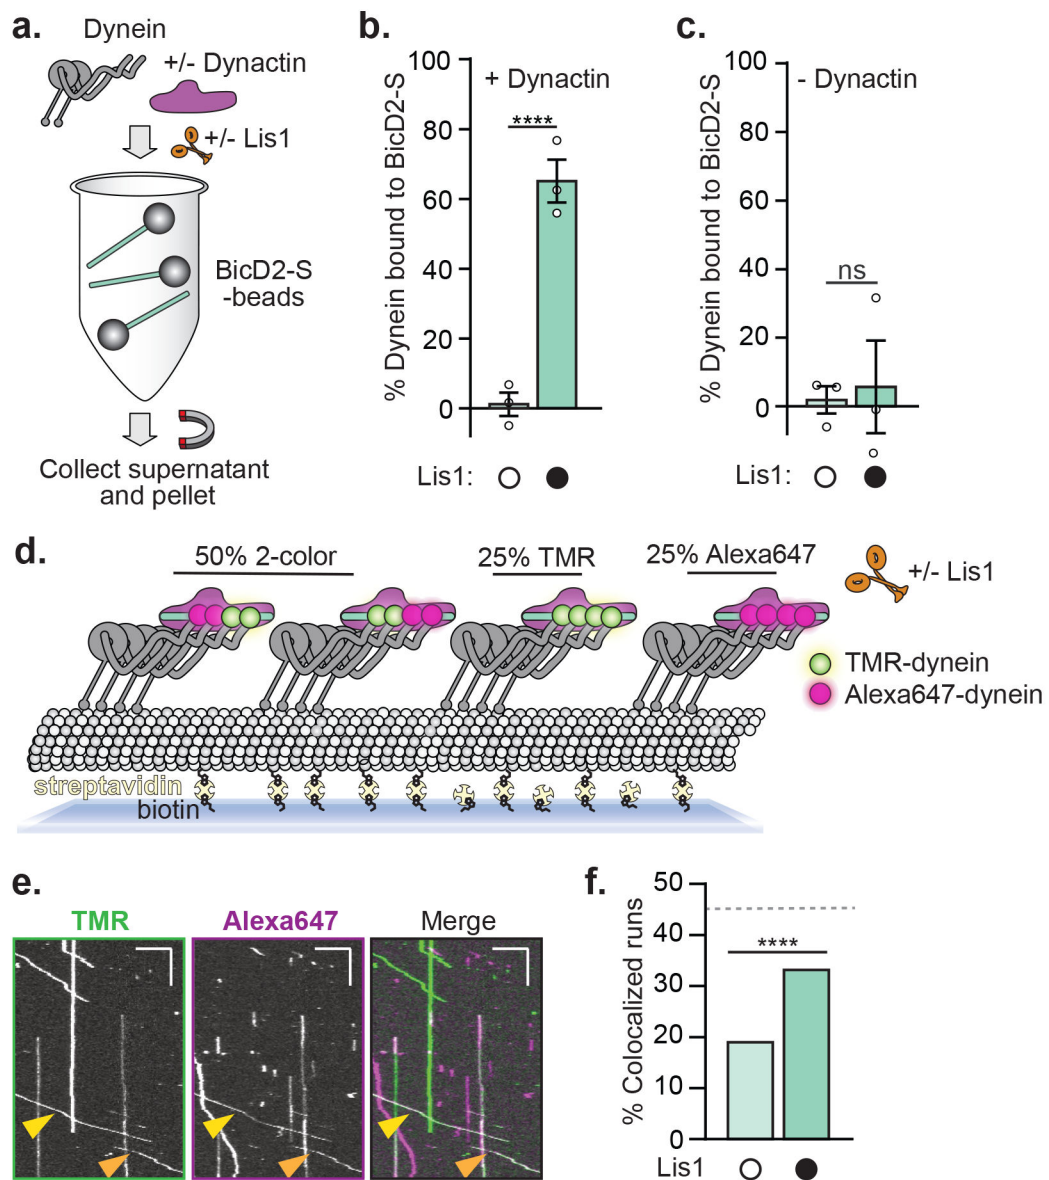 a.
Dynein
+/- Dynactin
+/- Lis1
BicD2-S
-beads
Collect supernatant
and pellet
b.
% Dynein bound to BicD2-S
100
80
60
40
20
0
+ Dynactin
****
Lis1:
c.
% Dynein bound to BicD2-S
100
80
60
40
20
0
- Dynactin
ns
Lis1:
d.
50% 2-color
25% TMR
25% Alexa647
+/- Lis1
TMR-dynein
Alexa647-dynein
streptavidin
biotin
e.
TMR
Alexa647
Merge
f.
% Colocalized runs
50
40
30
20
10
0
****
Lis1